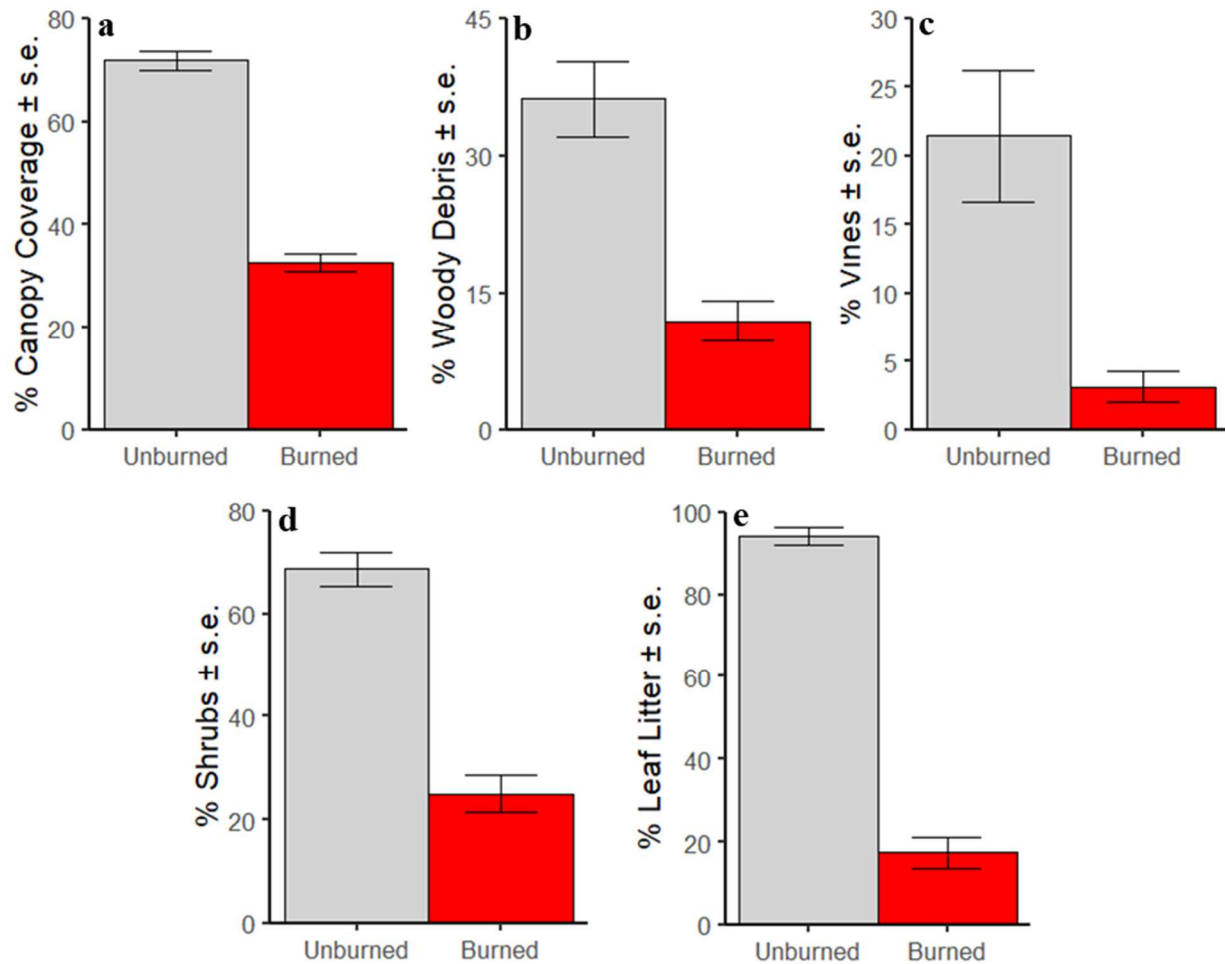 a
% Canopy Coverage ± s.e.
80
60
40
20
0
Unburned Burned
b
% Woody Debris ± s.e.
45
30
15
0
Unburned Burned
c
% Vines ± s.e.
30
25
20
15
10
5
0
Unburned Burned
d
% Shrubs ± s.e.
80
60
40
20
0
Unburned Burned
e
% Leaf Litter ± s.e.
100
80
60
40
20
0
Unburned Burned